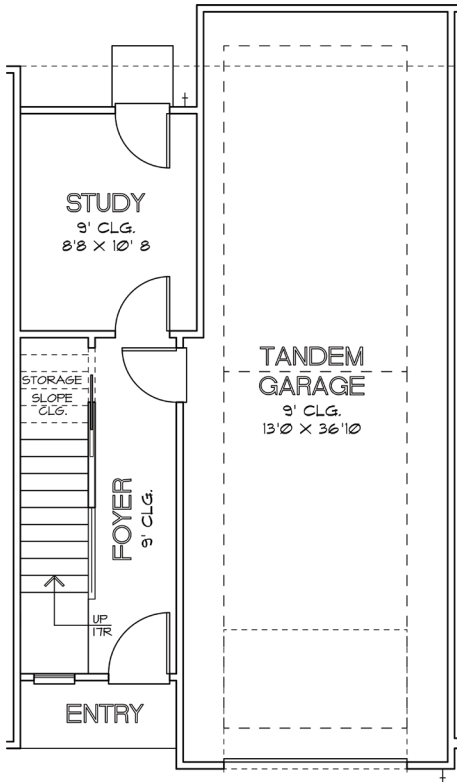 STUDY
9' CLG.
8'8 X 10' 8
TANDEM
GARAGE
9' CLG.
13'0 X 36'10
STORAGE
SLOPE
CLG.
FOYER
9' CLG.
UP
17R
ENTRY